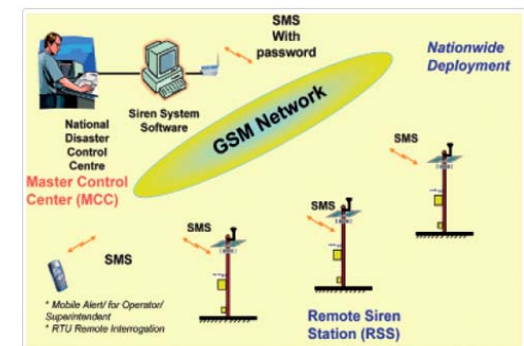 SMS
With
password
Nationwide
Deployment
National
Disaster
Control
Centre
Siren System
Software
GSM Network
Master Control
Center (MCC)
SMS
SMS
SMS
SMS
* Mobile Alert/ for Operator/
Superintendent
* RTU Remote Interrogation
Remote Siren
Station (RSS)